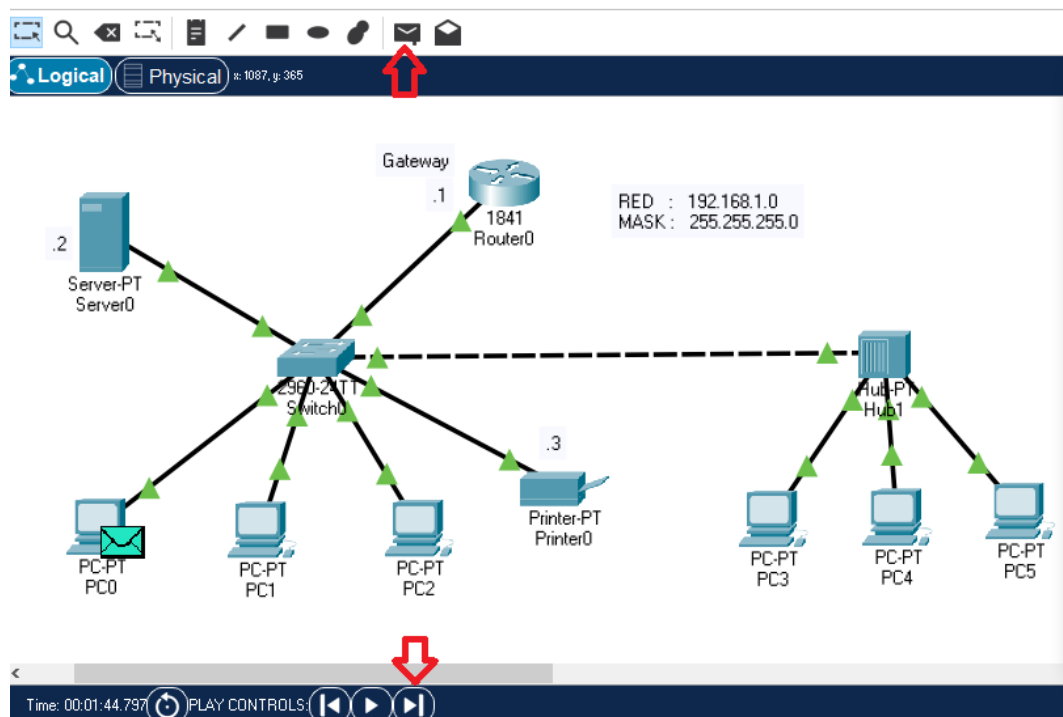 Logical
Physical
x: 1087, y: 365
Gateway
.1
1841
Router0
RED : 192.168.1.0
MASK : 255.255.255.0
.2
Server-PT
Server0
2960-24TT
Switch0
Hub-PT
Hub1
.3
Printer-PT
Printer0
PC-PT
PC0
PC-PT
PC1
PC-PT
PC2
PC-PT
PC3
PC-PT
PC4
PC-PT
PC5
Time: 00:01:44.797
PLAY CONTROLS: